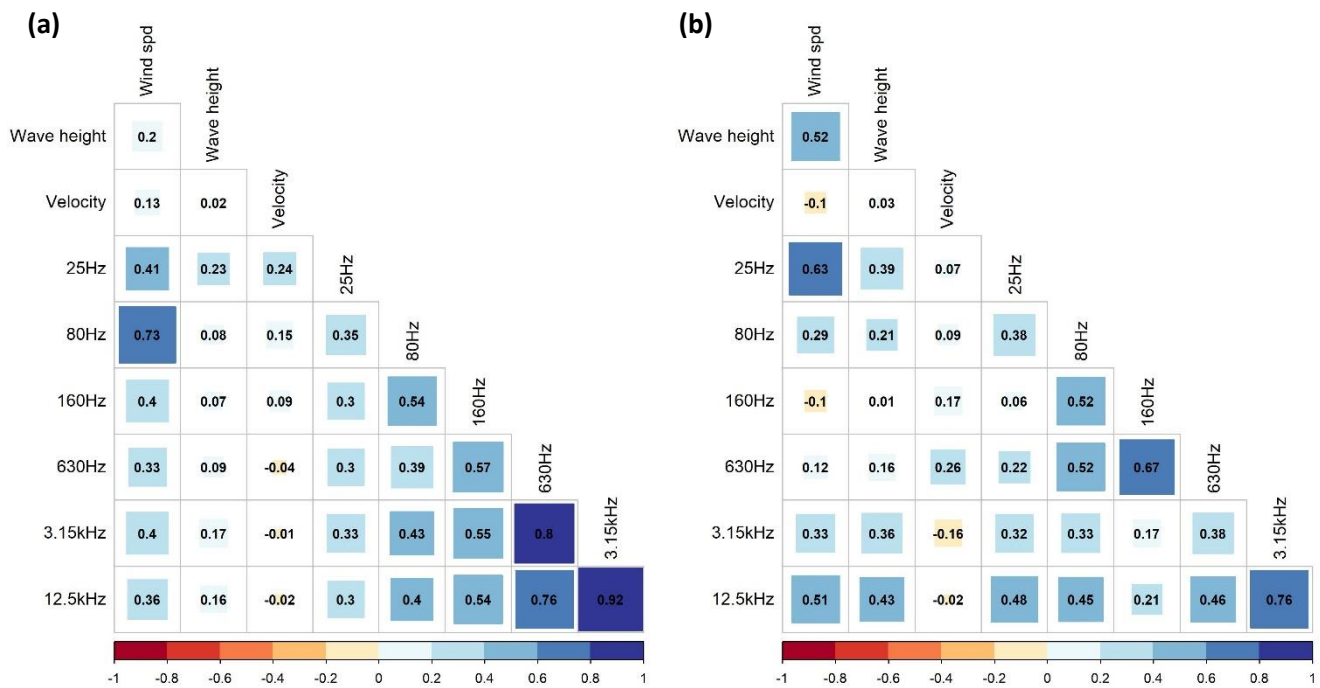 (a)
Wind spd
Wave height
0.2
Wave height
Velocity
0.13 0.02
Velocity
25Hz
0.41 0.23 0.24
25Hz
80Hz
0.73 0.08 0.15 0.35
80Hz
160Hz
0.4 0.07 0.09 0.3 0.54
160Hz
630Hz
0.33 0.09 -0.04 0.3 0.39 0.57
630Hz
3.15kHz
0.4 0.17 -0.01 0.33 0.43 0.55 0.8
3.15kHz
12.5kHz
0.36 0.16 -0.02 0.3 0.4 0.54 0.76 0.92
-1 -0.8 -0.6 -0.4 -0.2 0 0.2 0.4 0.6 0.8 1
(b)
Wind spd
Wave height
0.52
Wave height
Velocity
-0.1 0.03
Velocity
25Hz
0.63 0.39 0.07
25Hz
80Hz
0.29 0.21 0.09 0.38
80Hz
160Hz
-0.1 0.01 0.17 0.06 0.52
160Hz
630Hz
0.12 0.16 0.26 0.22 0.52 0.67
630Hz
3.15kHz
0.33 0.36 -0.16 0.32 0.33 0.17 0.38
3.15kHz
12.5kHz
0.51 0.43 -0.02 0.48 0.45 0.21 0.46 0.76
-1 -0.8 -0.6 -0.4 -0.2 0 0.2 0.4 0.6 0.8 1